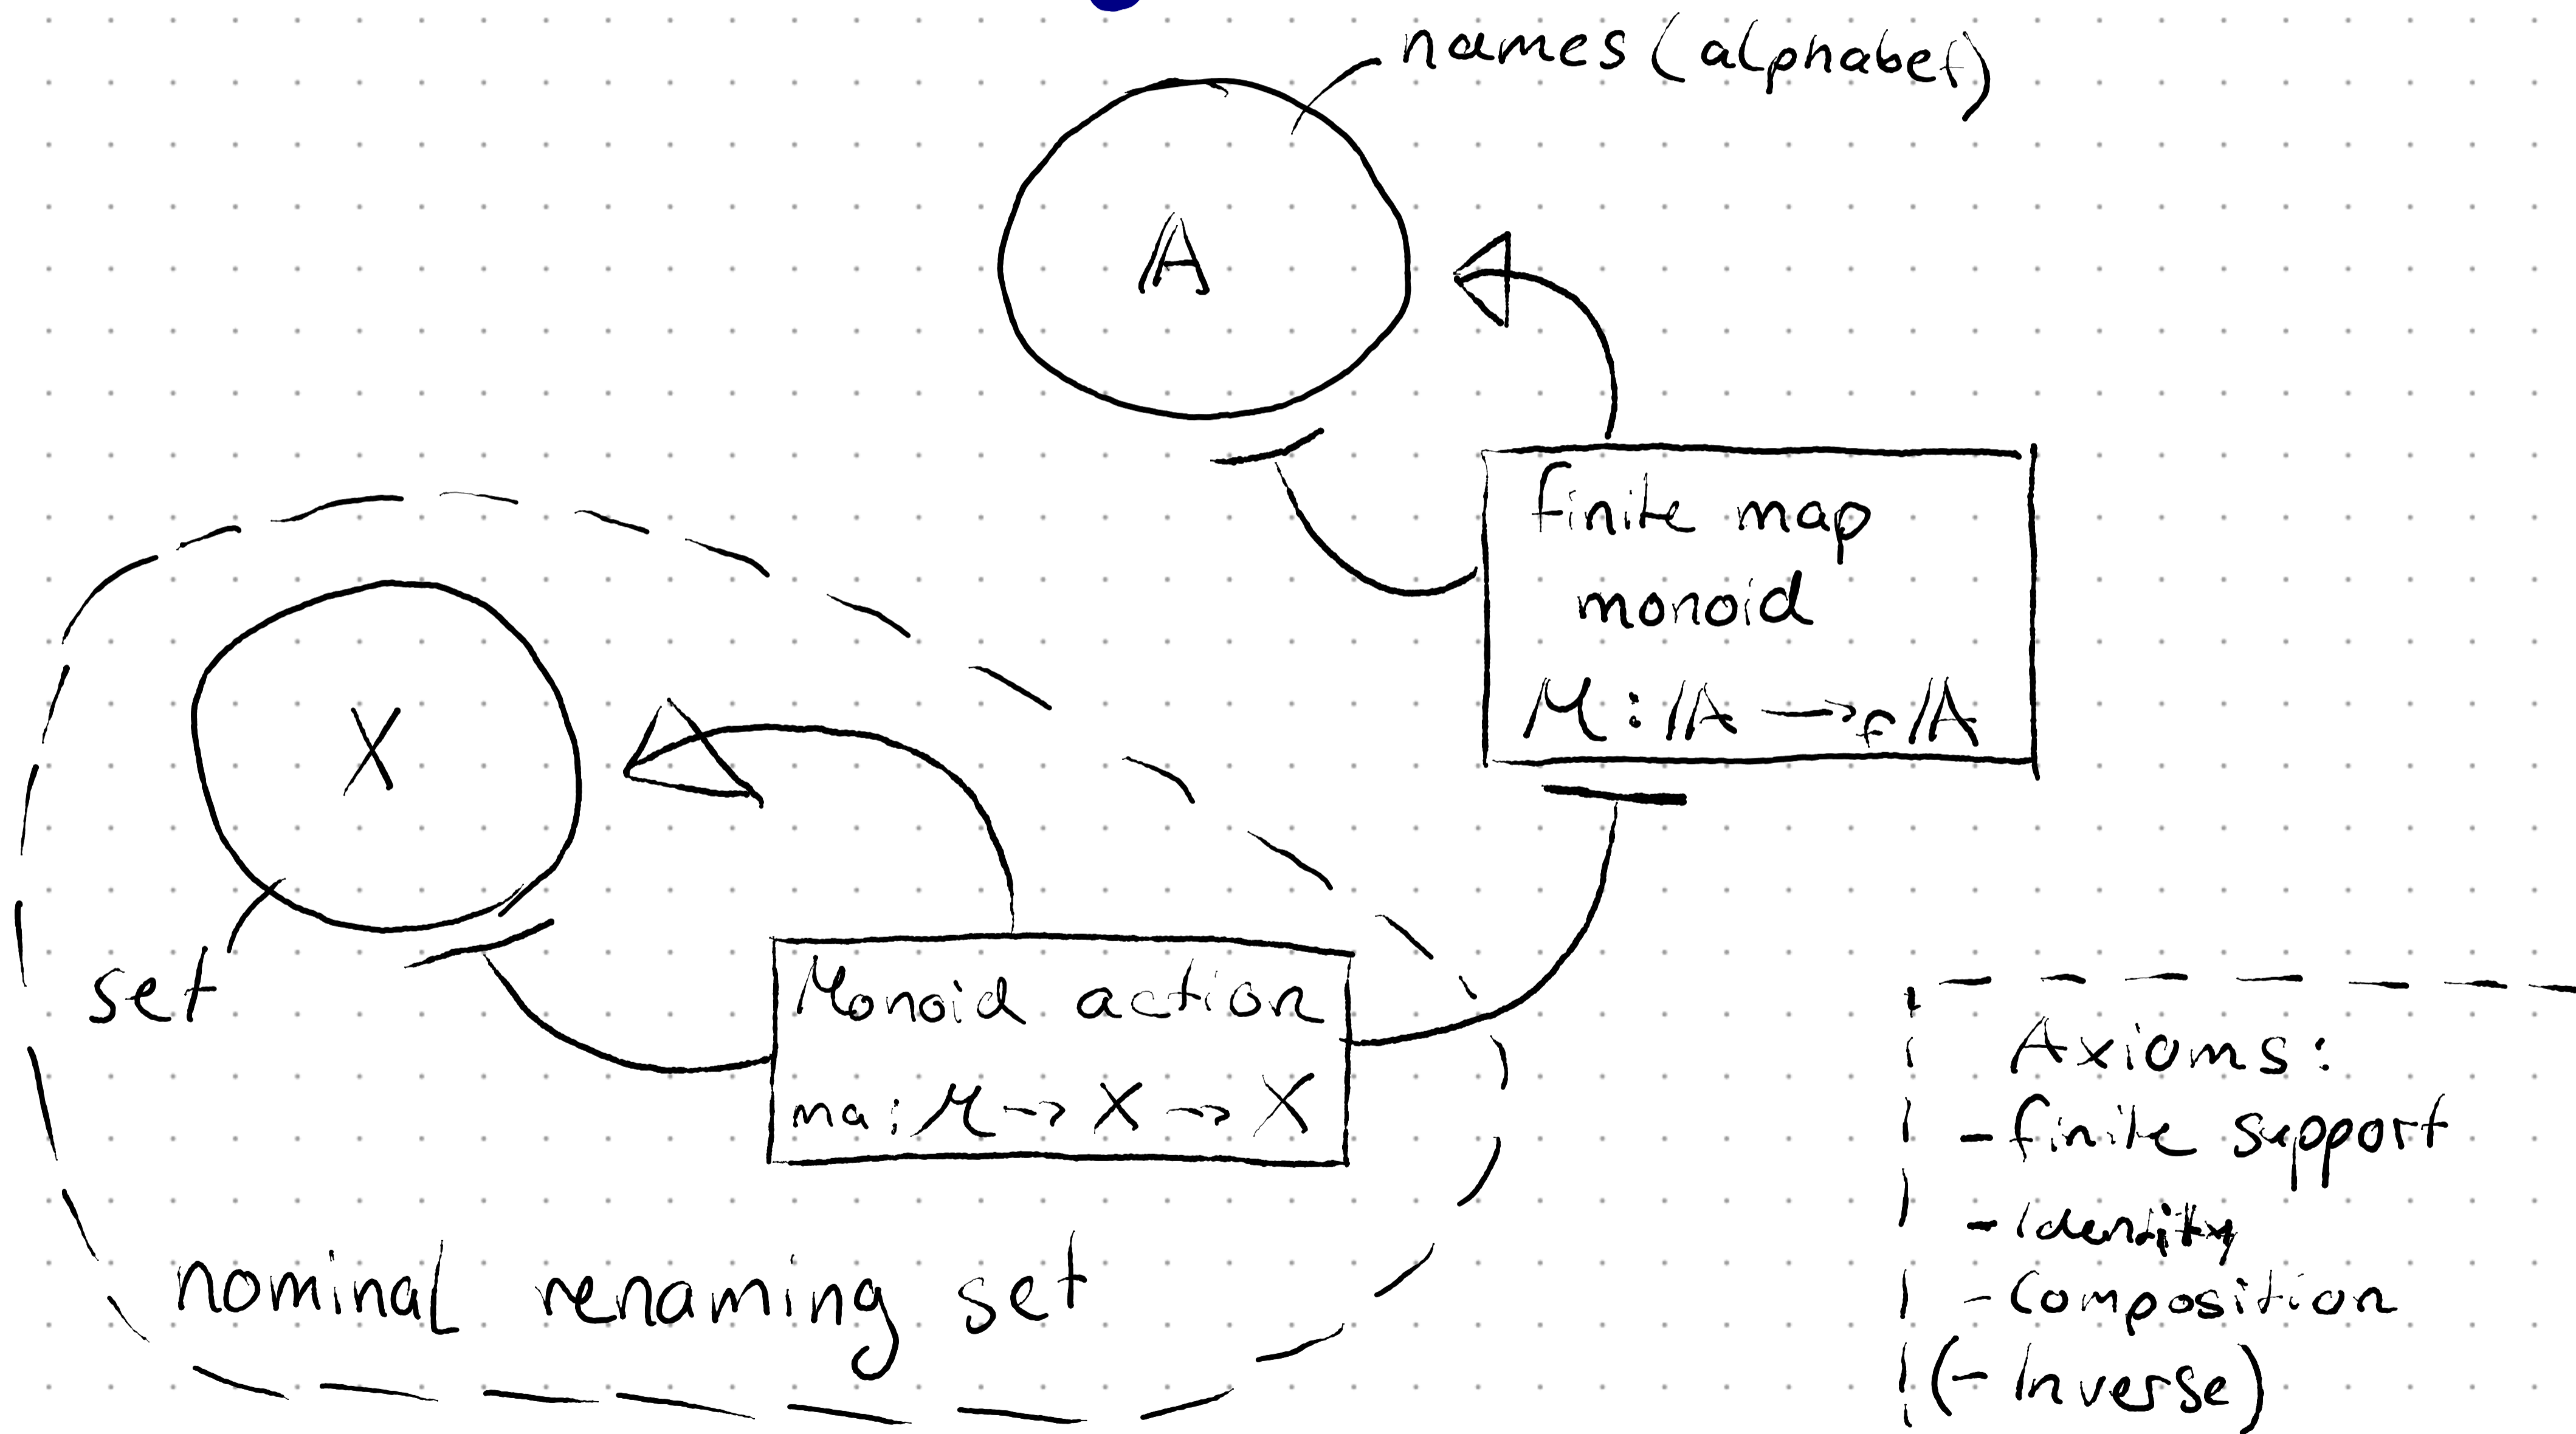 names (alphabet)
𝔸
finite map
monoid
M : 𝔸 →f 𝔸
X
set
Monoid action
ma : M → X → X
nominal renaming set
Axioms:
- finite support
- Identity
- Composition
(- Inverse)